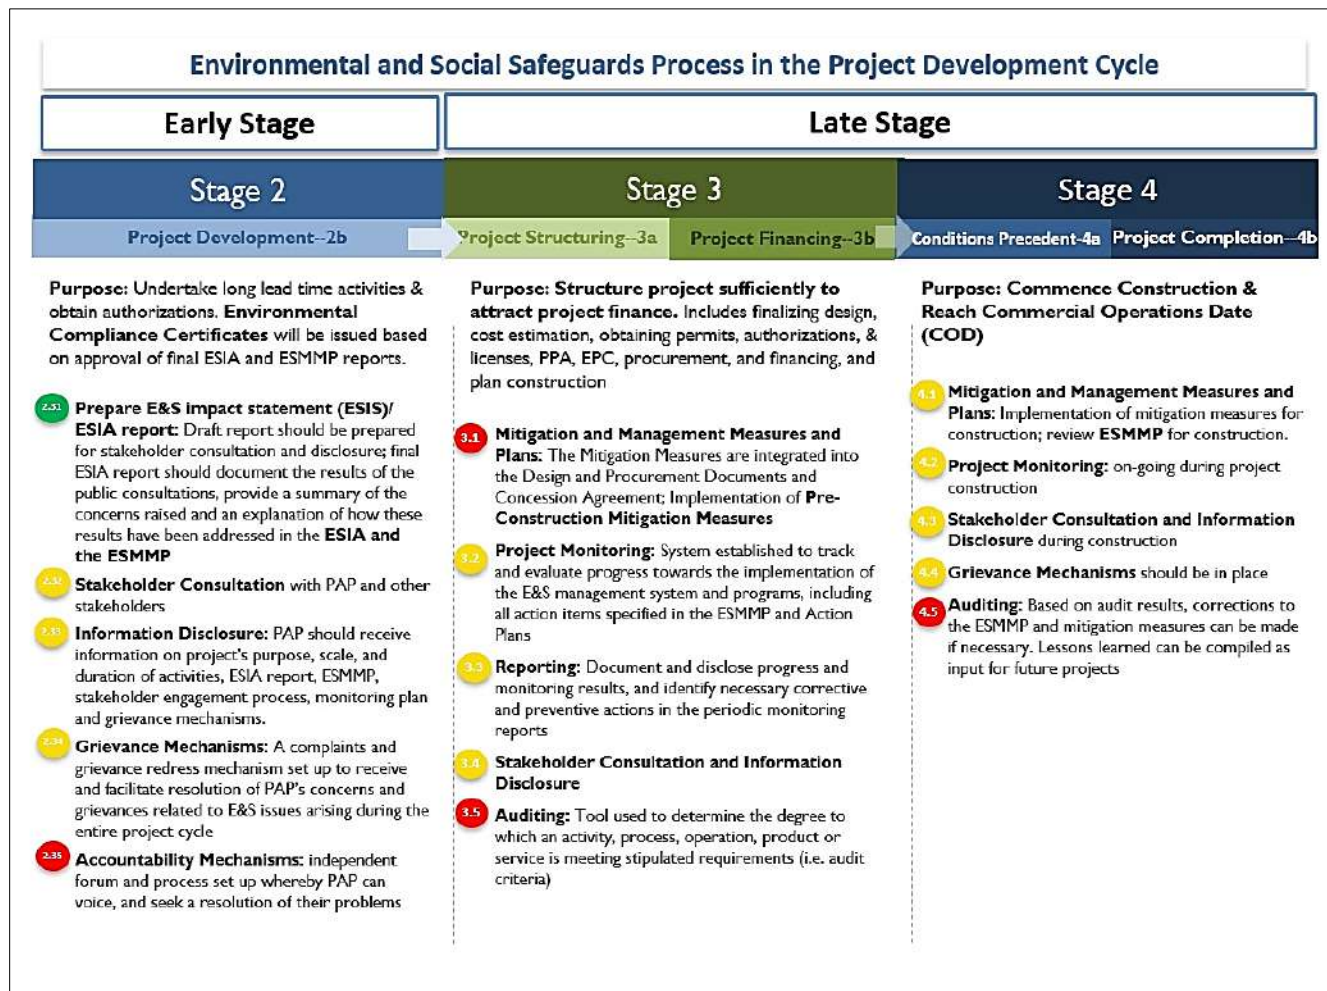 Environmental and Social Safeguards Process in the Project Development Cycle
Early Stage
Late Stage
Stage 2
Stage 3
Stage 4
Project Development--2b
Project Structuring--3a
Project Financing--3b
Conditions Precedent-4a
Project Completion--4b
Purpose: Undertake long lead time activities &
obtain authorizations. Environmental
Compliance Certificates will be issued based
on approval of final ESIA and ESMMP reports.
2.31
Prepare E&S impact statement (ESIS)/
ESIA report: Draft report should be prepared
for stakeholder consultation and disclosure; final
ESIA report should document the results of the
public consultations, provide a summary of the
concerns raised and an explanation of how these
results have been addressed in the ESIA and
the ESMMP
2.32
Stakeholder Consultation with PAP and other
stakeholders
2.33
Information Disclosure: PAP should receive
information on project's purpose, scale, and
duration of activities, ESIA report, ESMMP,
stakeholder engagement process, monitoring plan
and grievance mechanisms.
2.34
Grievance Mechanisms: A complaints and
grievance redress mechanism set up to receive
and facilitate resolution of PAP's concerns and
grievances related to E&S issues arising during the
entire project cycle
2.35
Accountability Mechanisms: independent
forum and process set up whereby PAP can
voice, and seek a resolution of their problems
Purpose: Structure project sufficiently to
attract project finance. Includes finalizing design,
cost estimation, obtaining permits, authorizations, &
licenses, PPA, EPC, procurement, and financing, and
plan construction
3.1
Mitigation and Management Measures and
Plans: The Mitigation Measures are integrated into
the Design and Procurement Documents and
Concession Agreement; Implementation of Pre-
Construction Mitigation Measures
3.2
Project Monitoring: System established to track
and evaluate progress towards the implementation of
the E&S management system and programs, including
all action items specified in the ESMMP and Action
Plans
3.3
Reporting: Document and disclose progress and
monitoring results, and identify necessary corrective
and preventive actions in the periodic monitoring
reports
3.4
Stakeholder Consultation and Information
Disclosure
3.5
Auditing: Tool used to determine the degree to
which an activity, process, operation, product or
service is meeting stipulated requirements (i.e. audit
criteria)
Purpose: Commence Construction &
Reach Commercial Operations Date
(COD)
4.1
Mitigation and Management Measures and
Plans: Implementation of mitigation measures for
construction; review ESMMP for construction.
4.2
Project Monitoring: on-going during project
construction
4.3
Stakeholder Consultation and Information
Disclosure during construction
4.4
Grievance Mechanisms should be in place
4.5
Auditing: Based on audit results, corrections to
the ESMMP and mitigation measures can be made
if necessary. Lessons learned can be compiled as
input for future projects